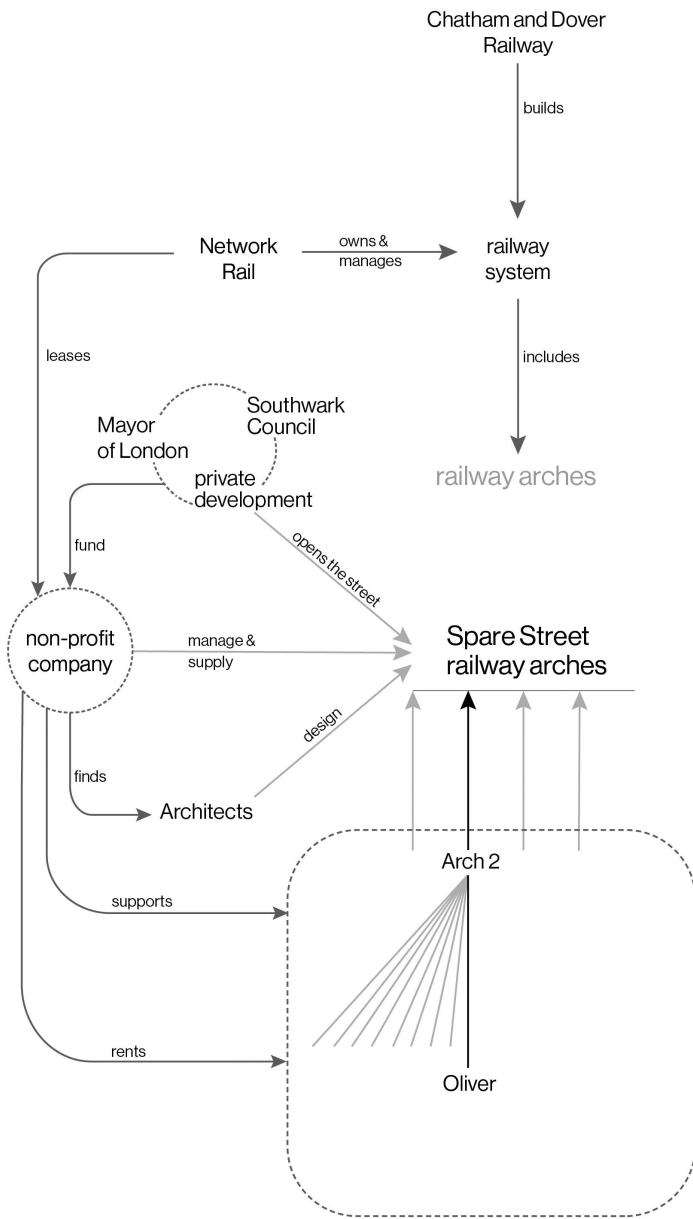 Chatham and Dover
Railway
builds
Network
Rail
owns &
manages
railway
system
leases
includes
Mayor
of London
Southwark
Council
private
development
railway arches
fund
opens the street
non-profit
company
manage &
supply
Spare Street
railway arches
design
finds
Architects
Arch 2
supports
rents
Oliver